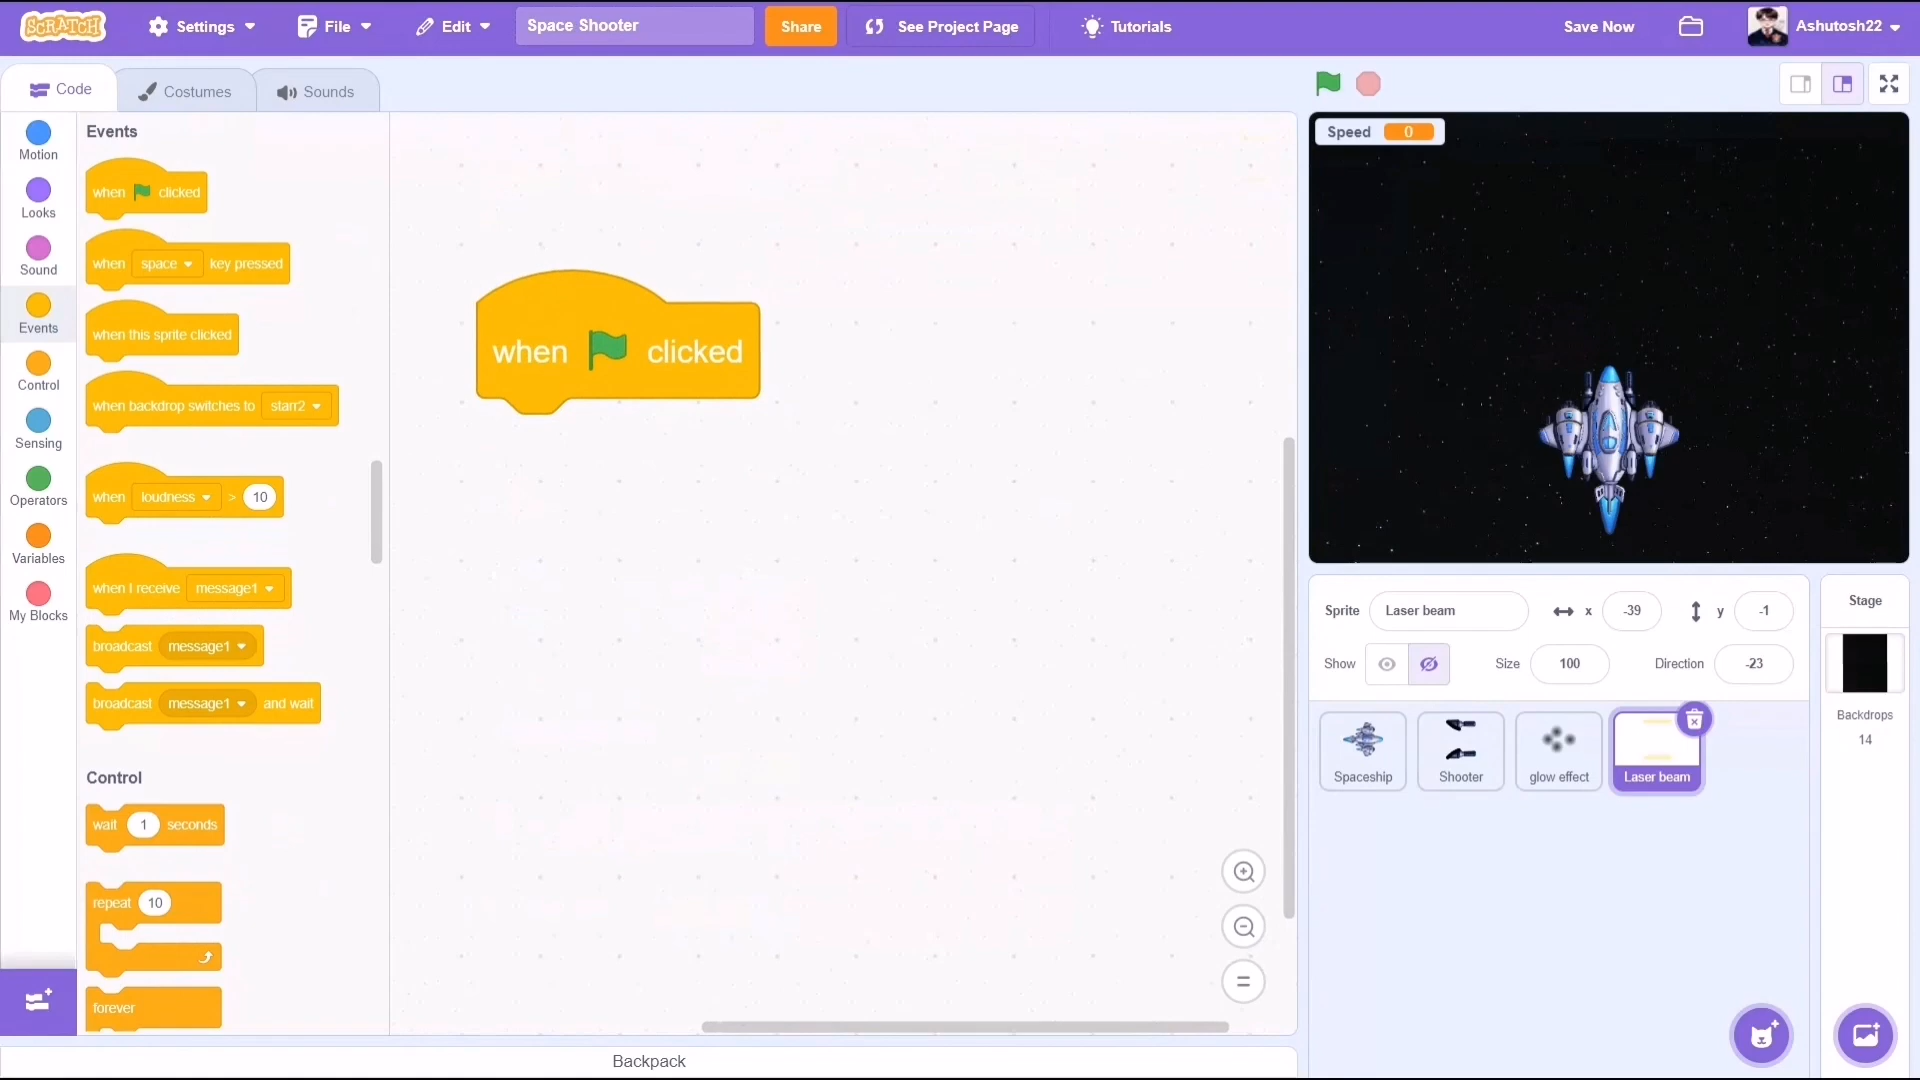 SCRATCH
Settings
File
Edit
Space Shooter
Share
See Project Page
Tutorials
Save Now
Ashutosh22
Code
Costumes
Sounds
Motion
Looks
Sound
Events
Control
Sensing
Operators
Variables
My Blocks
Events
when clicked
when space key pressed
when this sprite clicked
when backdrop switches to starr2
when loudness > 10
when I receive message1
broadcast message1
broadcast message1 and wait
Control
wait 1 seconds
repeat 10
forever
when clicked
Backpack
Speed 0
Sprite Laser beam x -39 y -1
Show Size 100 Direction -23
Spaceship
Shooter
glow effect
Laser beam
Stage
Backdrops
14